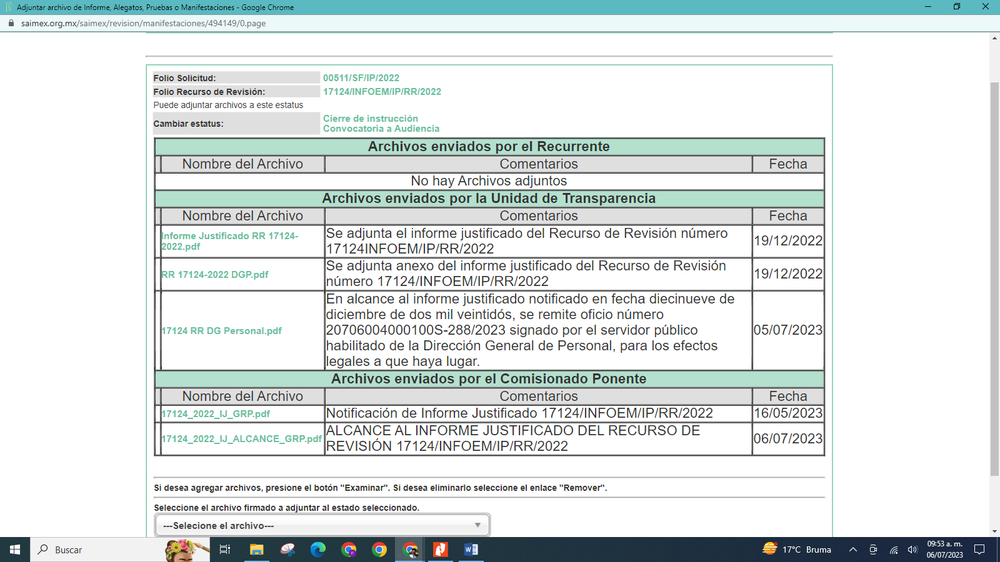 Adjuntar archivo de Informe, Alegatos, Pruebas o Manifestaciones - Google Chrome
saimex.org.mx/saimex/revision/manifestaciones/494149/0.page
Folio Solicitud: 00511/SF/IP/2022
Folio Recurso de Revisión: 17124/INFOEM/IP/RR/2022
Puede adjuntar archivos a este estatus
Cambiar estatus: Cierre de instrucción
Convocatoria a Audiencia
Archivos enviados por el Recurrente
Nombre del Archivo Comentarios Fecha
No hay Archivos adjuntos
Archivos enviados por la Unidad de Transparencia
Nombre del Archivo Comentarios Fecha
Informe Justificado RR 17124-
2022.pdf
Se adjunta el informe justificado del Recurso de Revisión número
17124INFOEM/IP/RR/2022
19/12/2022
RR 17124-2022 DGP.pdf
Se adjunta anexo del informe justificado del Recurso de Revisión
número 17124/INFOEM/IP/RR/2022
19/12/2022
17124 RR DG Personal.pdf
En alcance al informe justificado notificado en fecha diecinueve de
diciembre de dos mil veintidós, se remite oficio número
20706004000100S-288/2023 signado por el servidor público
habilitado de la Dirección General de Personal, para los efectos
legales a que haya lugar.
05/07/2023
Archivos enviados por el Comisionado Ponente
Nombre del Archivo Comentarios Fecha
17124_2022_IJ_GRP.pdf Notificación de Informe Justificado 17124/INFOEM/IP/RR/2022 16/05/2023
17124_2022_IJ_ALCANCE_GRP.pdf
ALCANCE AL INFORME JUSTIFICADO DEL RECURSO DE
REVISIÓN 17124/INFOEM/IP/RR/2022
06/07/2023
Si desea agregar archivos, presione el botón "Examinar". Si desea eliminarlo seleccione el enlace "Remover".
Seleccione el archivo firmado a adjuntar al estado seleccionado.
---Selecione el archivo---
Buscar
17°C Bruma
09:53 a. m.
06/07/2023